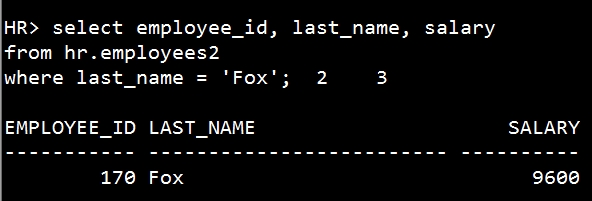 HR> select employee_id, last_name, salary
from hr.employees2
where last_name = 'Fox';  2    3
EMPLOYEE_ID LAST_NAME                     SALARY
----------- ------------------------- ----------
        170 Fox                             9600